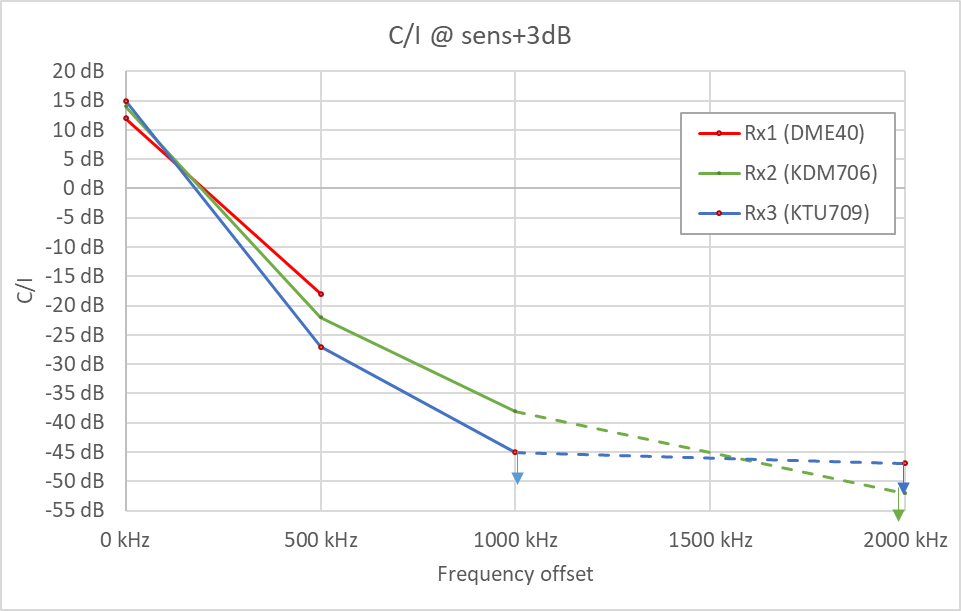 C/I @ sens+3dB
20 dB
15 dB
10 dB
5 dB
0 dB
-5 dB
-10 dB
-15 dB
-20 dB
-25 dB
-30 dB
-35 dB
-40 dB
-45 dB
-50 dB
-55 dB
C/I
Rx1 (DME40)
Rx2 (KDM706)
Rx3 (KTU709)
0 kHz 500 kHz 1000 kHz 1500 kHz 2000 kHz
Frequency offset